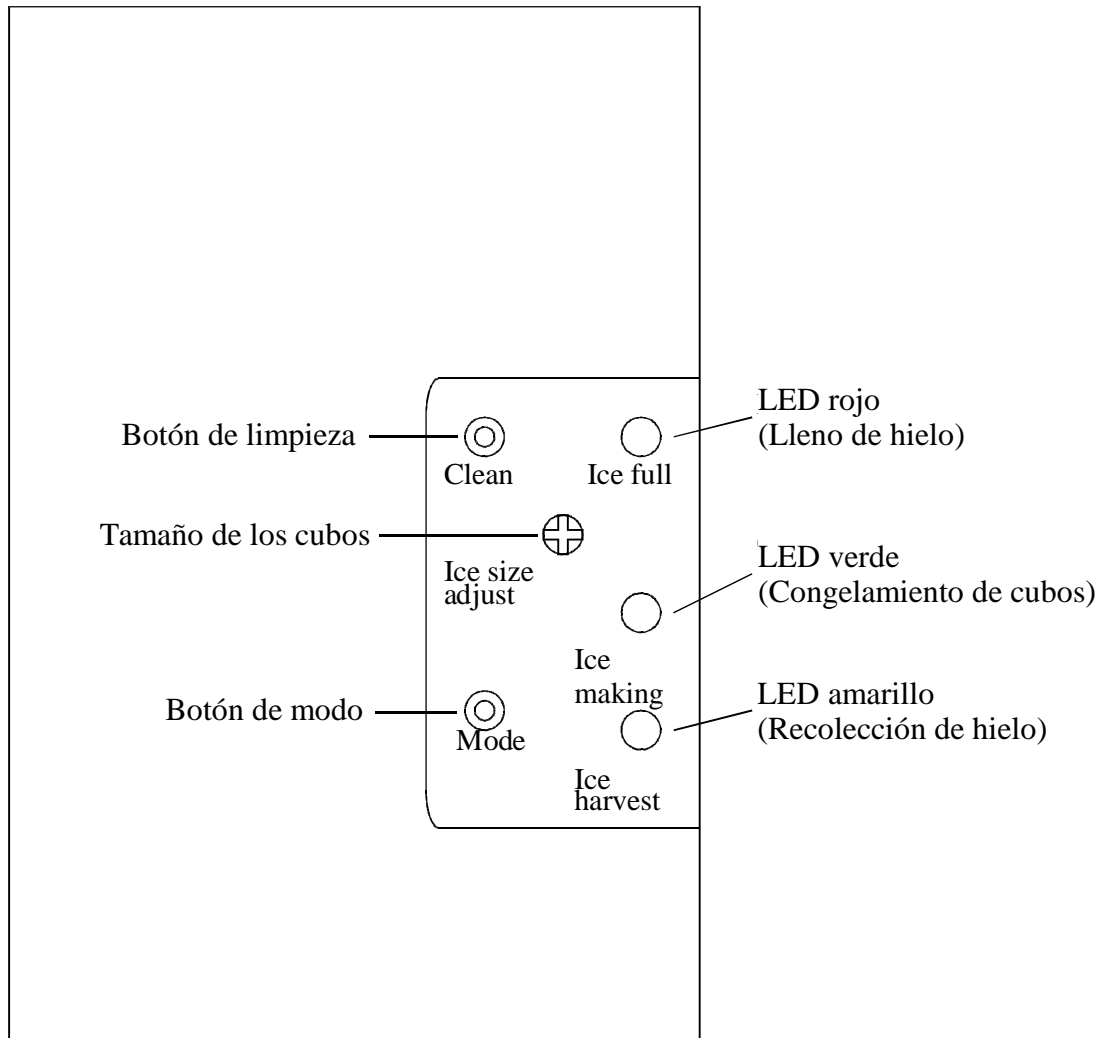 LED rojo
Botón de limpieza
(Lleno de hielo)
Clean
Ice full
Tamaño de los cubos
LED verde
Ice size
adjust
(Congelamiento de cubos)
Ice
making
LED amarillo
Botón de modo
(Recolección de hielo)
Mode
Ice
harvest